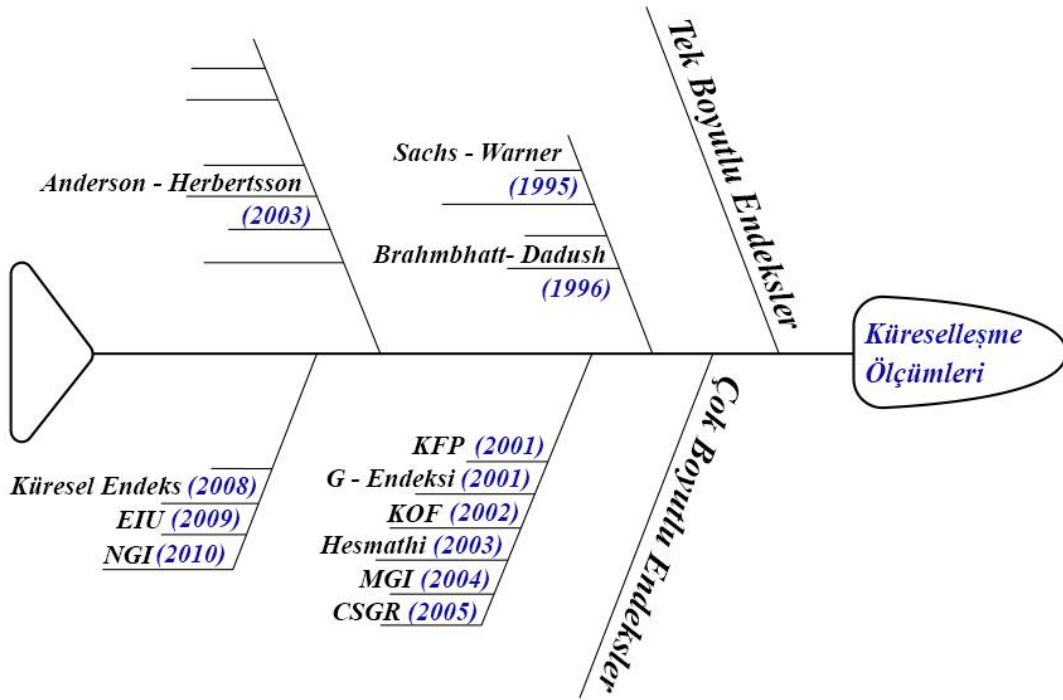 Tek Boyutlu Endeksler
Sachs - Warner
(1995)
Brahmbhatt- Dadush
(1996)
Anderson - Herbertsson
(2003)
Küreselleşme
Ölçümleri
Çok Boyutlu Endeksler
KFP (2001)
G - Endeksi (2001)
KOF (2002)
Hesmathi (2003)
MGI (2004)
CSGR (2005)
Küresel Endeks (2008)
EIU (2009)
NGI (2010)